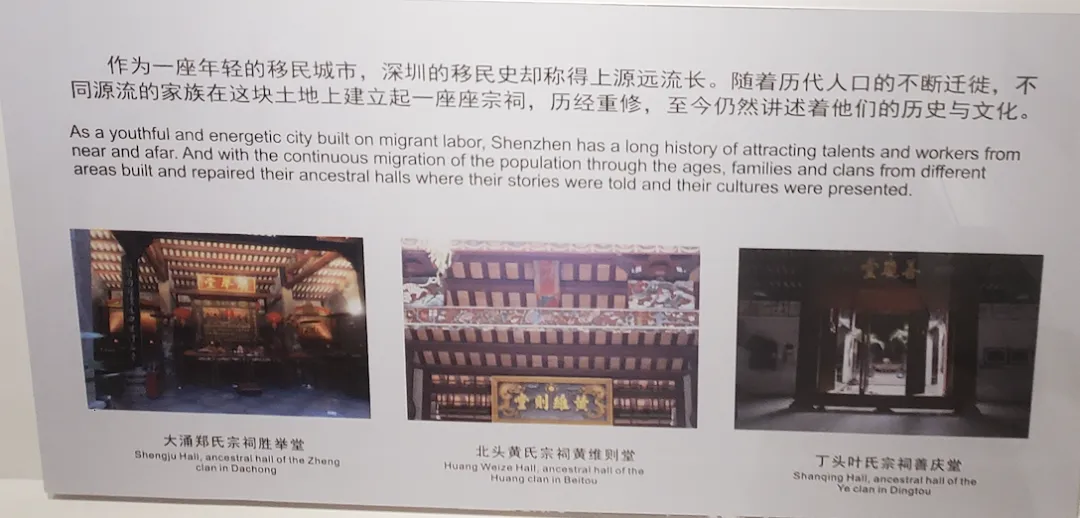 作为一座年轻的移民城市，深圳的移民史却称得上源远流长。随着历代人口的不断迁徙，不
同源流的家族在这块土地上建立起一座座宗祠，历经重修，至今仍然讲述着他们的历史与文化。
As a youthful and energetic city built on migrant labor, Shenzhen has a long history of attracting talents and workers from
near and afar. And with the continuous migration of the population through the ages, families and clans from different
areas built and repaired their ancestral halls where their stories were told and their cultures were presented.
堂則維黄
大涌郑氏宗祠胜举堂
Shengju Hall, ancestral hall of the Zheng
clan in Dachong
北头黄氏宗祠黄维则堂
Huang Weize Hall, ancestral hall of the
Huang clan in Beitou
丁头叶氏宗祠善庆堂
Shanqing Hall, ancestral hall of the
Ye clan in Dingtou